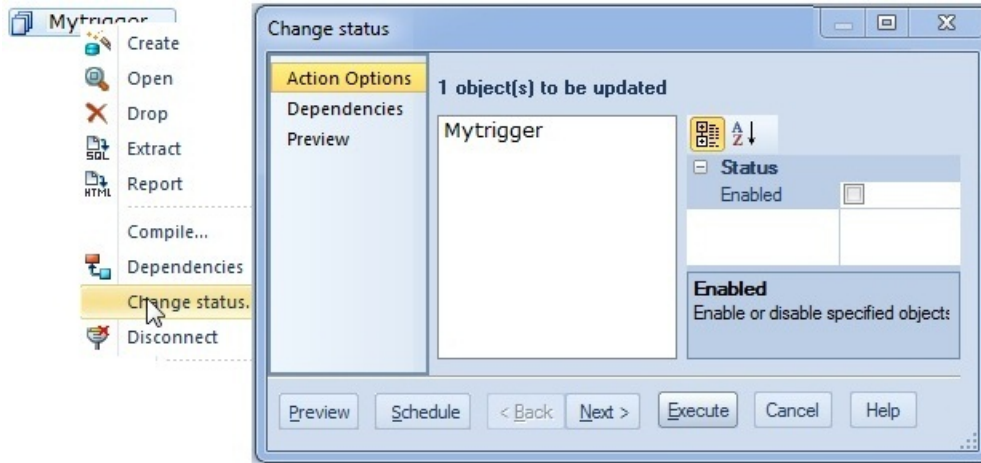 Mytrigger
Create
Open
Drop
SQL
Extract
HTML
Report
Compile...
Dependencies
Change status.
Disconnect
Change status
Action Options
Dependencies
Preview
1 object(s) to be updated
Mytrigger
A
Z
Status
Enabled
Enabled
Enable or disable specified objects
Preview
Schedule
< Back
Next >
Execute
Cancel
Help